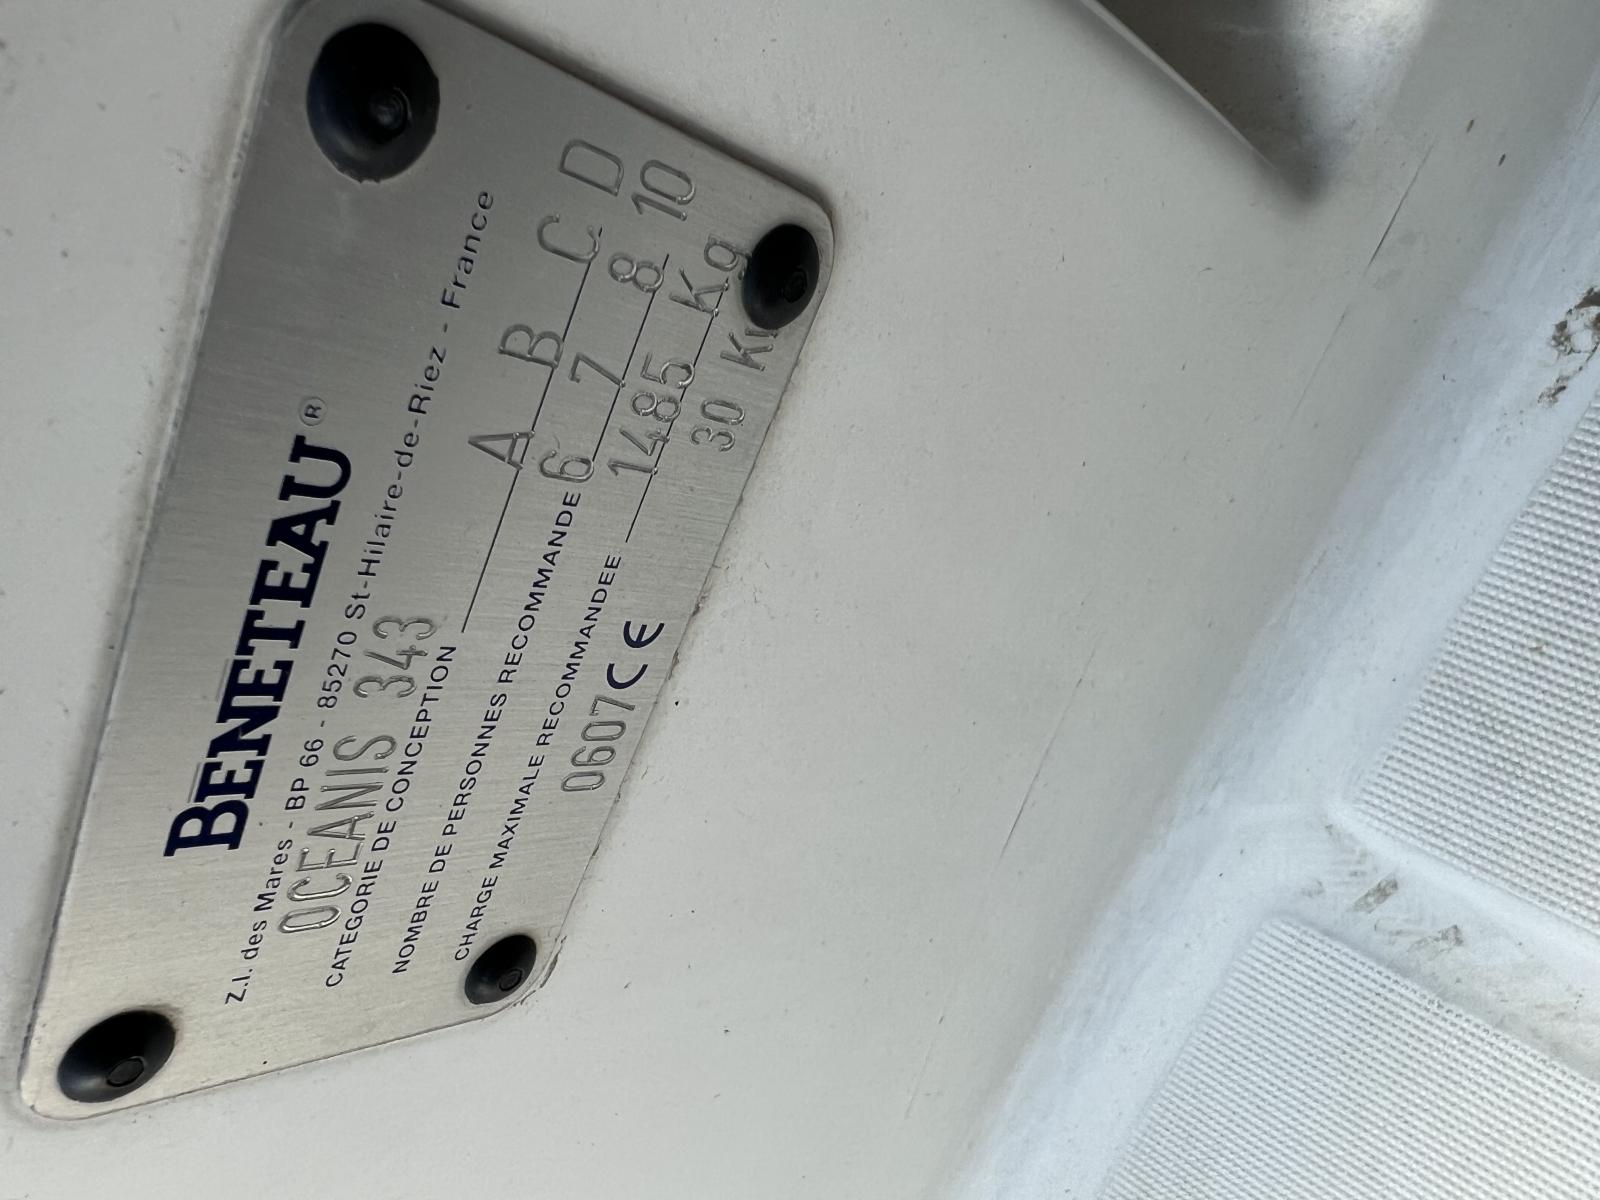 BENETEAU®
Z.I. des Mares - BP 66 - 85270 St-Hilaire-de-Riez - France
OCEANIS 343
CATEGORIE DE CONCEPTION A B C D
NOMBRE DE PERSONNES RECOMMANDE 6 7 8 10
CHARGE MAXIMALE RECOMMANDEE 1485 Kg
0607 CE 30